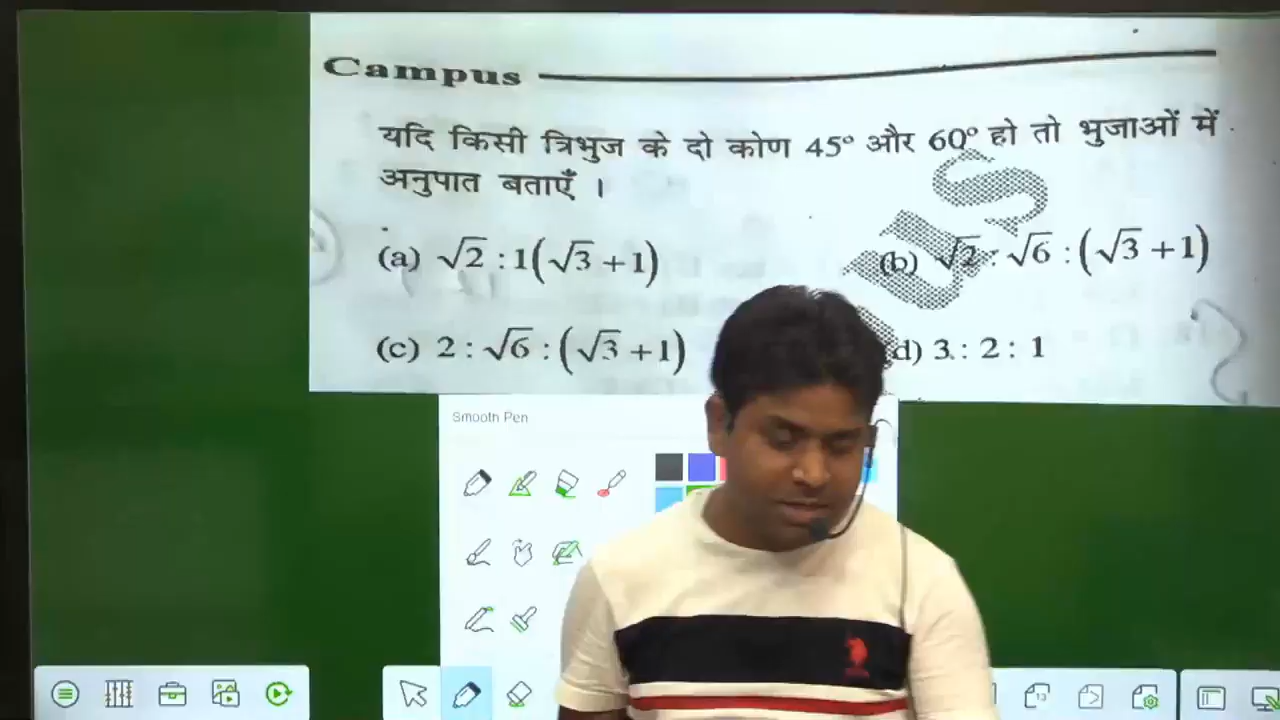 Campus
यदि किसी त्रिभुज के दो कोण 45° और 60° हो तो भुजाओं में
अनुपात बताएँ ।
(a) √2 : 1(√3 + 1)
(b) √2 : √6 : (√3 + 1)
(c) 2 : √6 : (√3 + 1)
d) 3 : 2 : 1
Smooth Pen
13